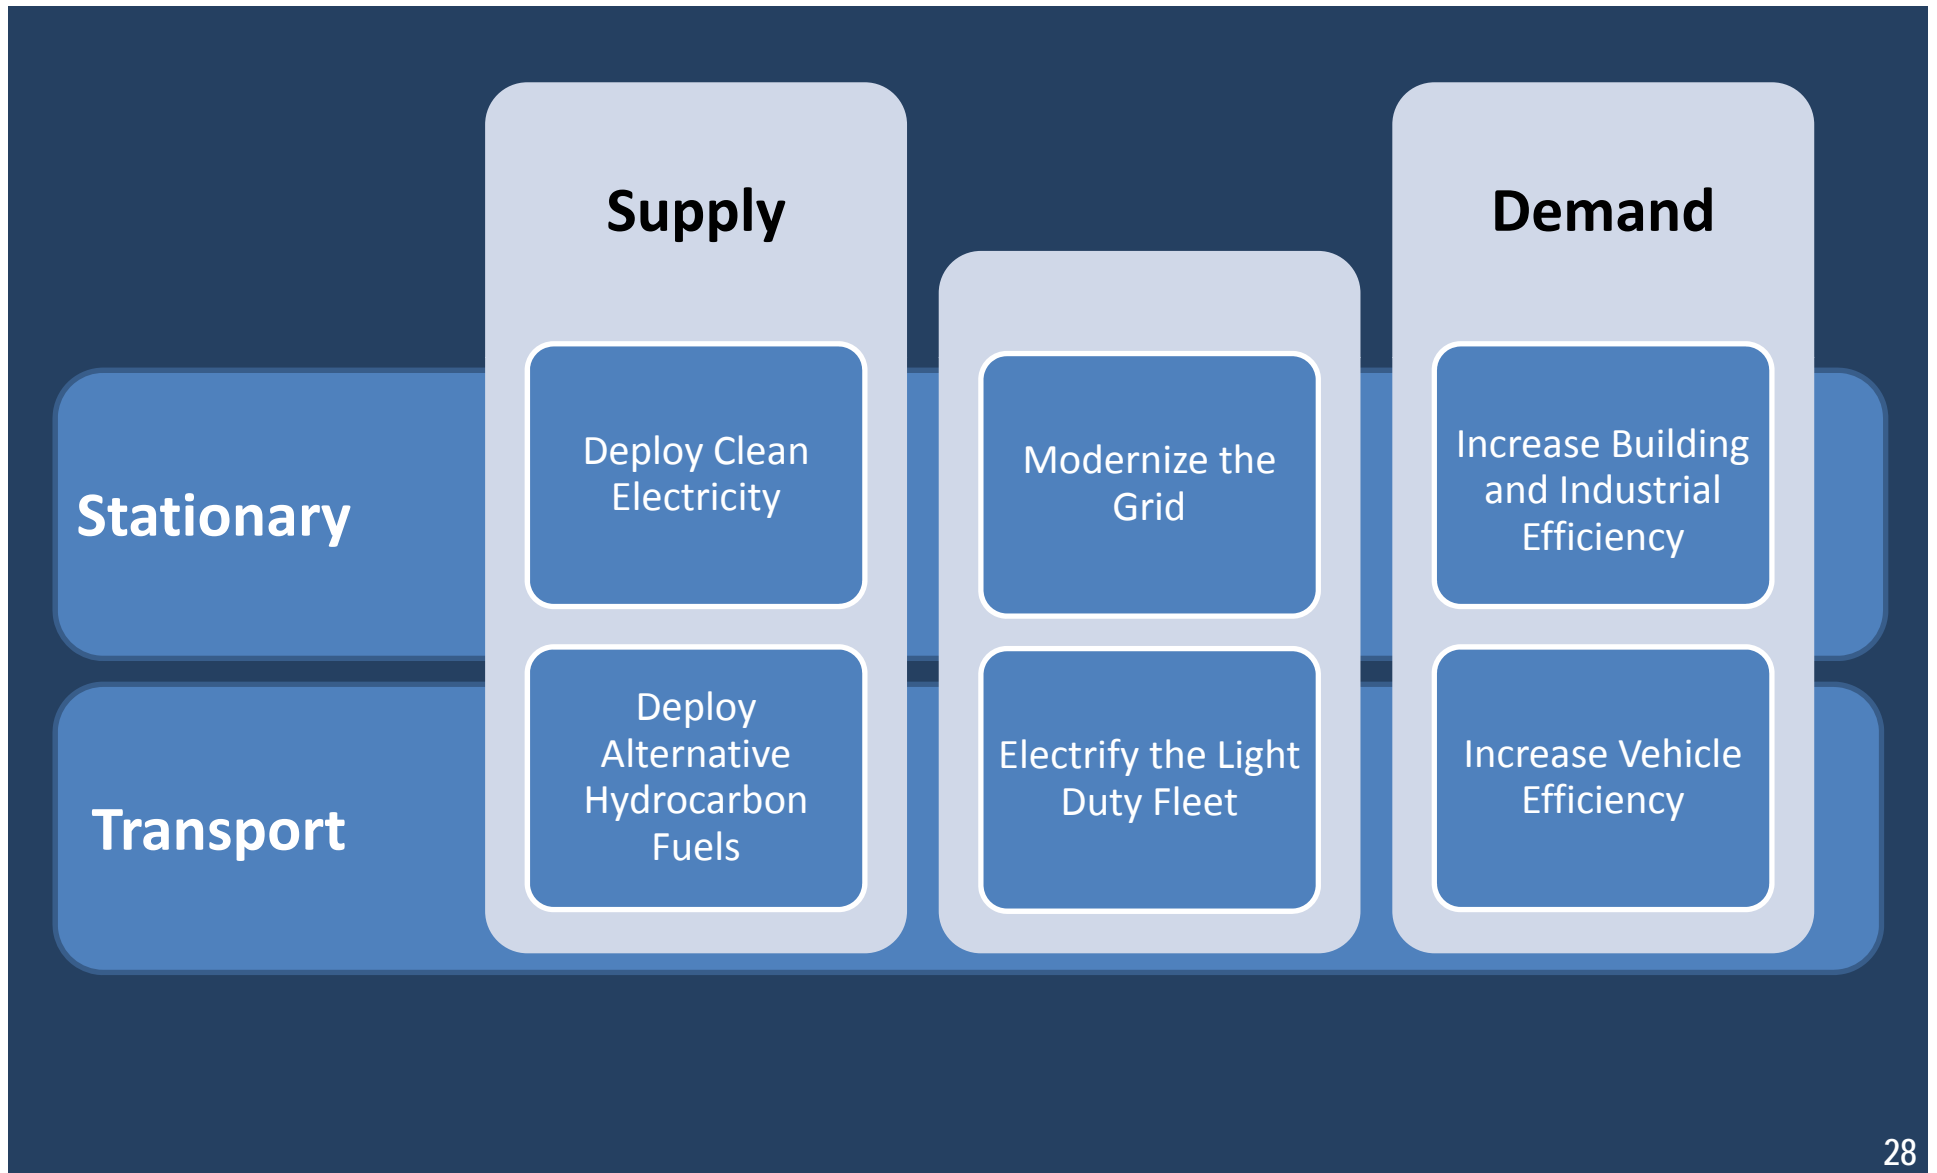 Supply
Demand
Stationary
Deploy Clean
Electricity
Modernize the
Grid
Increase Building
and Industrial
Efficiency
Transport
Deploy
Alternative
Hydrocarbon
Fuels
Electrify the Light
Duty Fleet
Increase Vehicle
Efficiency
28